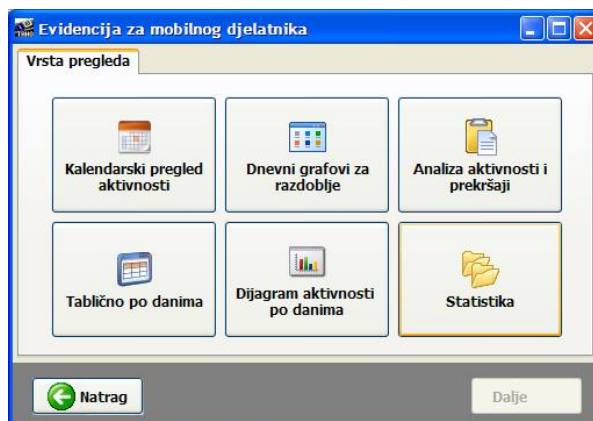 Evidencija za mobilnog djelatnika
Vrsta pregleda
Kalendarski pregled
aktivnosti
Dnevni grafovi za
razdoblje
Analiza aktivnosti i
prekršaji
Tablično po danima
Dijagram aktivnosti
po danima
Statistika
Natrag
Dalje